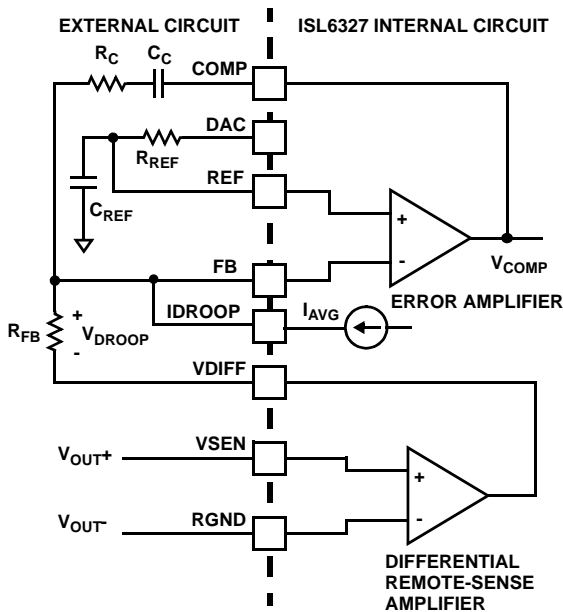 EXTERNAL CIRCUIT
ISL6327 INTERNAL CIRCUIT
RC
CC
COMP
DAC
RREF
REF
CREF
+
-
VCOMP
FB
ERROR AMPLIFIER
IDROOP
IAVG
RFB
+
VDROOP
-
VDIFF
VOUT+
VSEN
+
VOUT-
RGND
-
DIFFERENTIAL
REMOTE-SENSE
AMPLIFIER